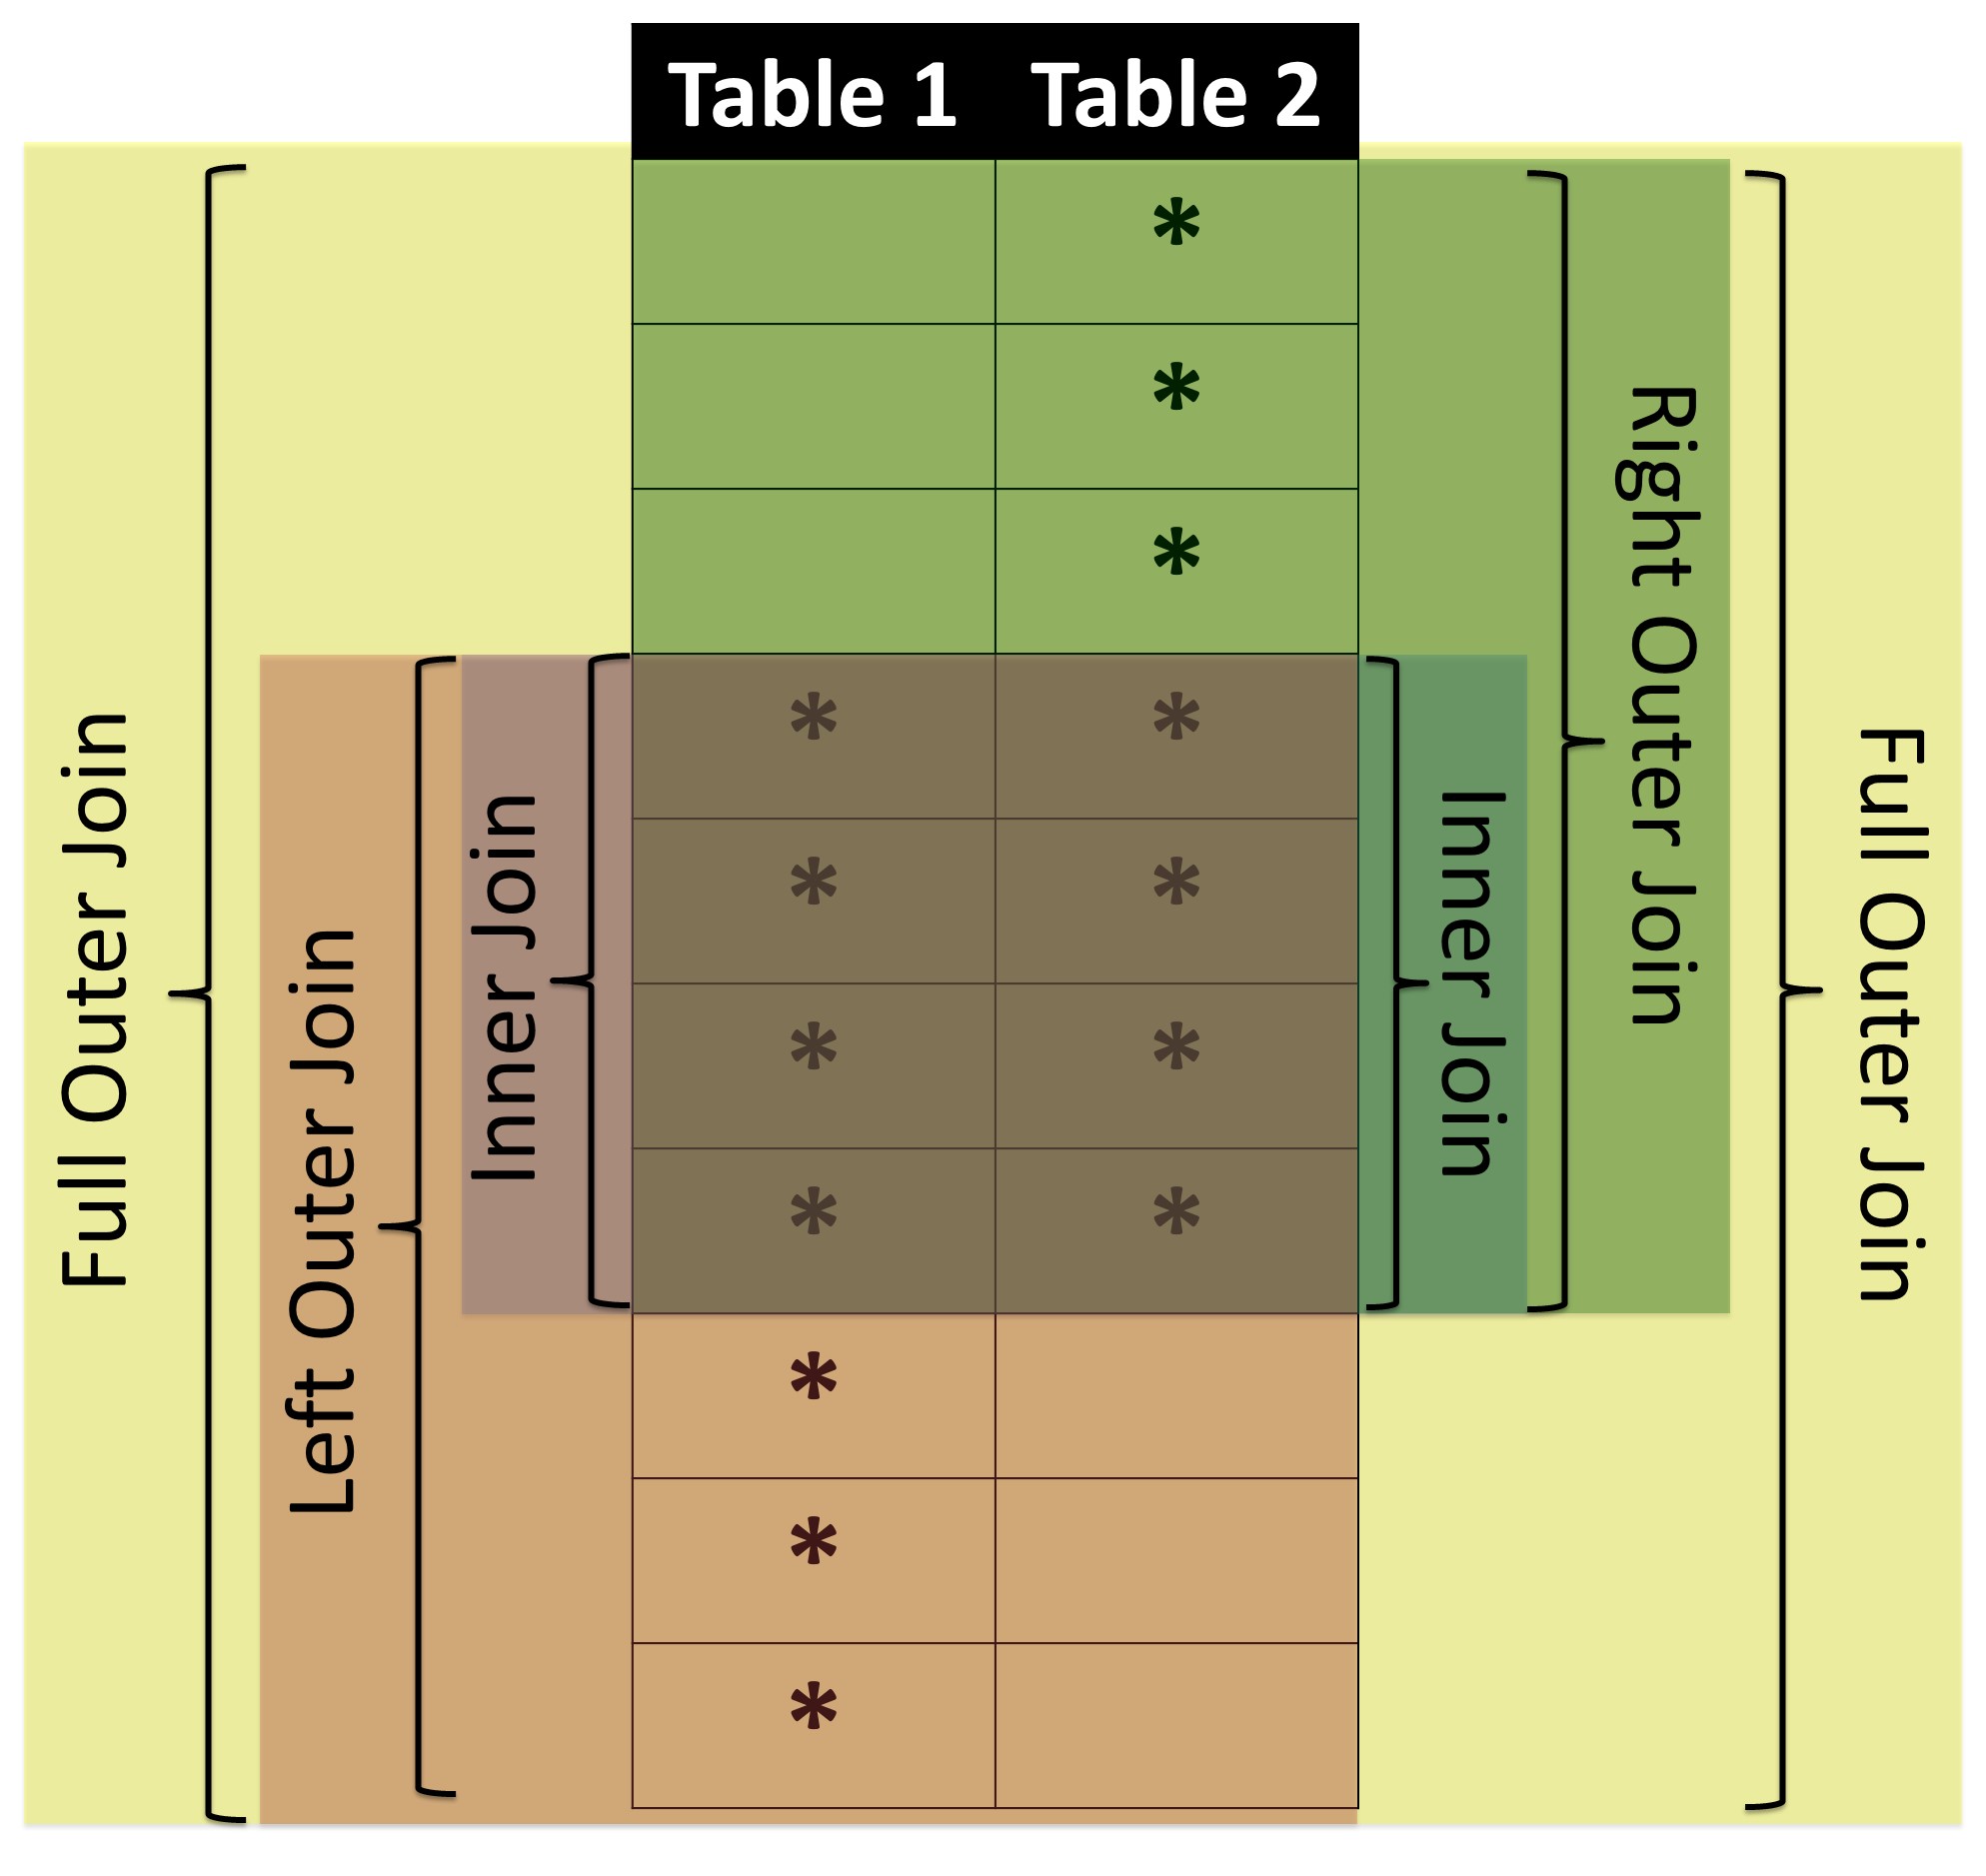 Table 1 Table 2
*
*
*
* *
* *
* *
* *
*
*
*
Full Outer Join
Left Outer Join
Inner Join
Inner Join
Right Outer Join
Full Outer Join